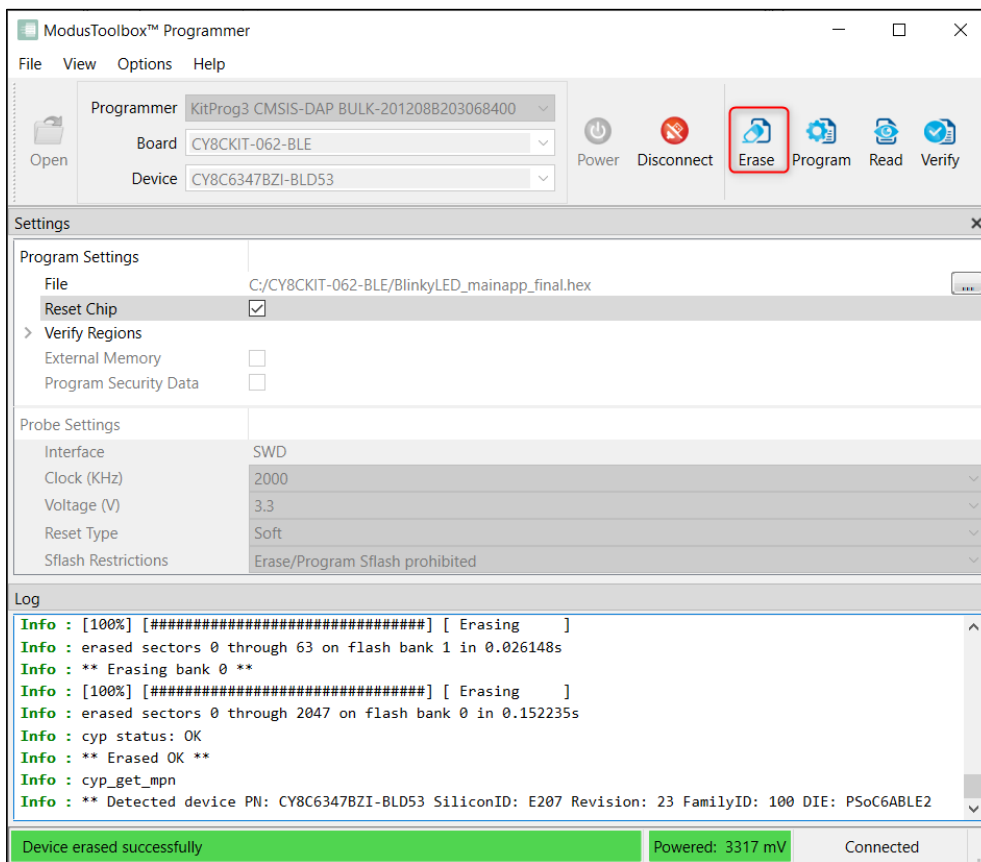 ModusToolbox™ Programmer
File View Options Help
Open
Programmer KitProg3 CMSIS-DAP BULK-201208B203068400
Board CY8CKIT-062-BLE
Device CY8C6347BZI-BLD53
Power Disconnect Erase Program Read Verify
Settings
Program Settings
File C:/CY8CKIT-062-BLE/BlinkyLED_mainapp_final.hex ...
Reset Chip
Verify Regions
External Memory
Program Security Data
Probe Settings
Interface SWD
Clock (KHz) 2000
Voltage (V) 3.3
Reset Type Soft
Sflash Restrictions Erase/Program Sflash prohibited
Log
Info : [100%] [################################] [ Erasing     ]
Info : erased sectors 0 through 63 on flash bank 1 in 0.026148s
Info : ** Erasing bank 0 **
Info : [100%] [################################] [ Erasing     ]
Info : erased sectors 0 through 2047 on flash bank 0 in 0.152235s
Info : cyp status: OK
Info : ** Erased OK **
Info : cyp_get_mpn
Info : ** Detected device PN: CY8C6347BZI-BLD53 SiliconID: E207 Revision: 23 FamilyID: 100 DIE: PSoC6ABLE2
Device erased successfully Powered: 3317 mV Connected